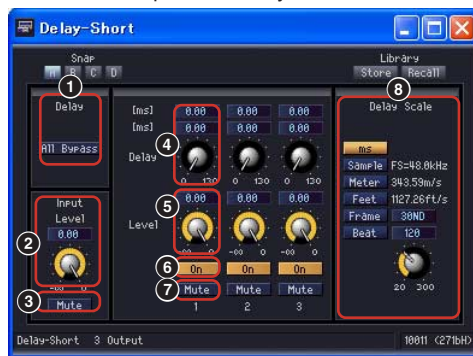 Delay-Short
Snap
A B C D
Library
Store Recall
1
Delay
All Bypass
2
Input
Level
0.00
-∞ 0
3
Mute
[ms] 0.00 0.00 0.00
[ms] 0.00 0.00 0.00
4
Delay
0 130 0 130 0 130
5
Level
0.00 0.00 0.00
-∞ 0 -∞ 0 -∞ 0
6
On On On
7
Mute Mute Mute
1 2 3
8
Delay Scale
ms
Sample FS=48.0kHz
Meter 343.59m/s
Feet 1127.26ft/s
Frame 30ND
Beat 120
20 300
Delay-Short 3 Output
10011 (271bH)